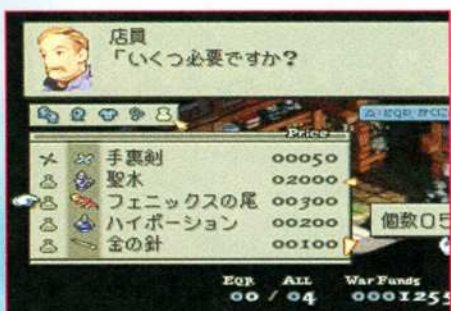 店員
「いくつ必要ですか?
Price
手裏剣 00050
聖水 02000
フェニックスの尾 00300
ハイポーション 00200
金の針 00100
個数05
EQP. ALL War Funds
00 / 04 0001255